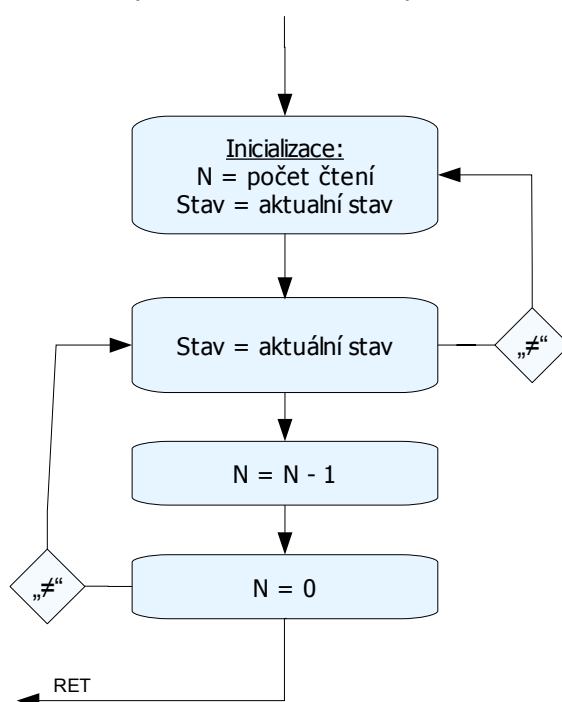 Inicializace:
N = počet čtení
Stav = aktualní stav
Stav = aktuální stav
„≠“
N = N - 1
„≠“
N = 0
RET